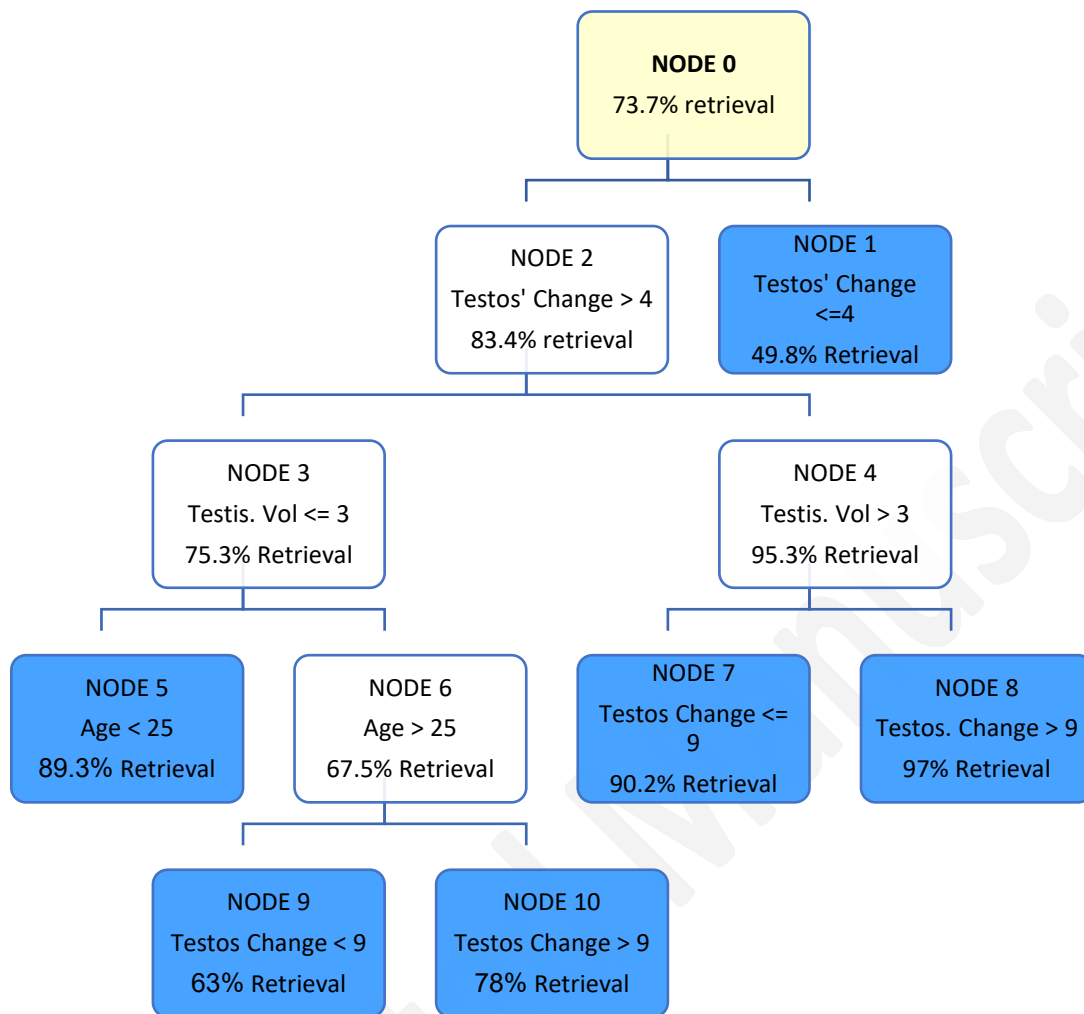 NODE 0
73.7% retrieval
NODE 2
Testos' Change > 4
83.4% retrieval
NODE 1
Testos' Change
<=4
49.8% Retrieval
NODE 3
Testis. Vol <= 3
75.3% Retrieval
NODE 4
Testis. Vol > 3
95.3% Retrieval
NODE 5
Age < 25
89.3% Retrieval
NODE 6
Age > 25
67.5% Retrieval
NODE 7
Testos Change <=
9
90.2% Retrieval
NODE 8
Testos. Change > 9
97% Retrieval
NODE 9
Testos Change < 9
63% Retrieval
NODE 10
Testos Change > 9
78% Retrieval